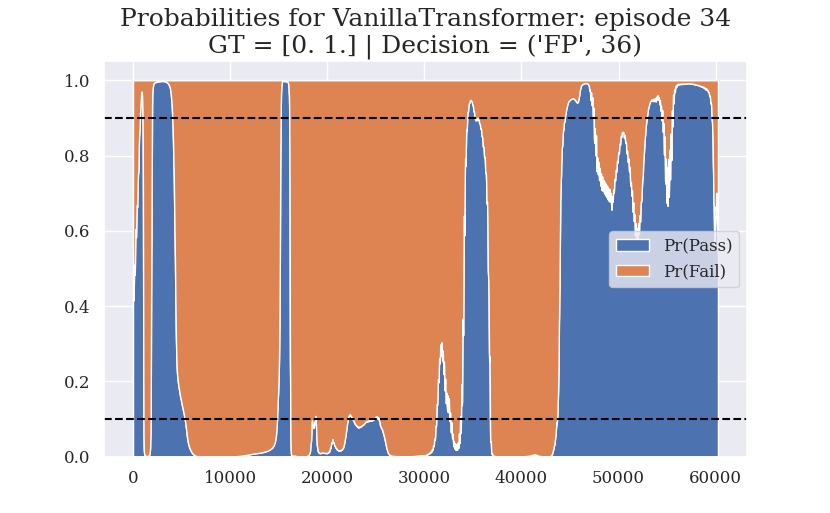 Probabilities for VanillaTransformer: episode 34
GT = [0. 1.] | Decision = ('FP', 36)
1.0
0.8
0.6
0.4
0.2
0.0
Pr(Pass)
Pr(Fail)
0 10000 20000 30000 40000 50000 60000